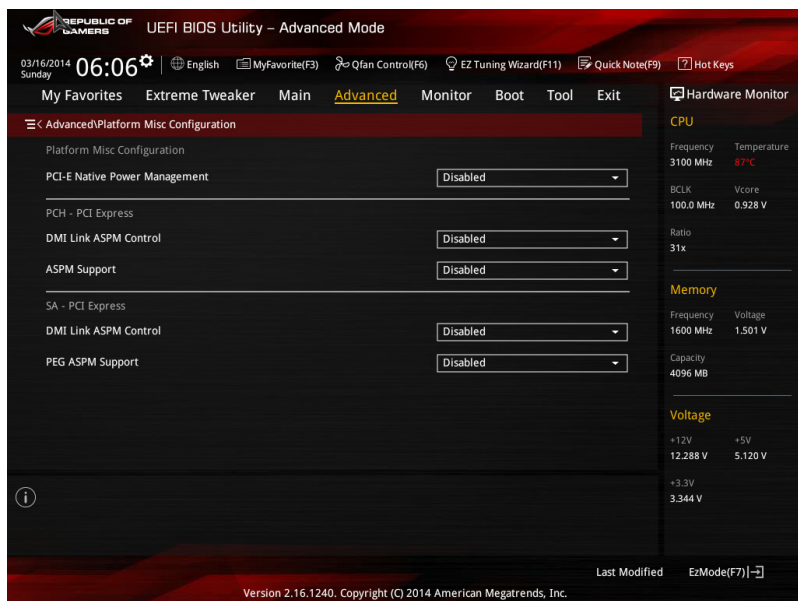 REPUBLIC OF GAMERS
UEFI BIOS Utility – Advanced Mode
03/16/2014
Sunday
06:06
English
MyFavorite(F3)
Qfan Control(F6)
EZ Tuning Wizard(F11)
Quick Note(F9)
? Hot Keys
My Favorites
Extreme Tweaker
Main
Advanced
Monitor
Boot
Tool
Exit
< Advanced\Platform Misc Configuration
Platform Misc Configuration
PCI-E Native Power Management Disabled
PCH - PCI Express
DMI Link ASPM Control Disabled
ASPM Support Disabled
SA - PCI Express
DMI Link ASPM Control Disabled
PEG ASPM Support Disabled
Hardware Monitor
CPU
Frequency Temperature
3100 MHz 87°C
BCLK Vcore
100.0 MHz 0.928 V
Ratio
31x
Memory
Frequency Voltage
1600 MHz 1.501 V
Capacity
4096 MB
Voltage
+12V +5V
12.288 V 5.120 V
+3.3V
3.344 V
i
Last Modified
EzMode(F7)
Version 2.16.1240. Copyright (C) 2014 American Megatrends, Inc.